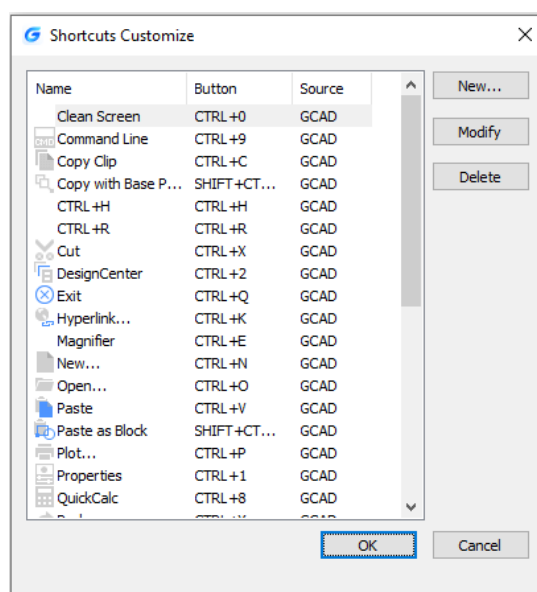 Shortcuts Customize
Name Button Source
Clean Screen CTRL+0 GCAD
Command Line CTRL+9 GCAD
Copy Clip CTRL+C GCAD
Copy with Base P... SHIFT+CT... GCAD
CTRL+H CTRL+H GCAD
CTRL+R CTRL+R GCAD
Cut CTRL+X GCAD
DesignCenter CTRL+2 GCAD
Exit CTRL+Q GCAD
Hyperlink... CTRL+K GCAD
Magnifier CTRL+E GCAD
New... CTRL+N GCAD
Open... CTRL+O GCAD
Paste CTRL+V GCAD
Paste as Block SHIFT+CT... GCAD
Plot... CTRL+P GCAD
Properties CTRL+1 GCAD
QuickCalc CTRL+8 GCAD
New...
Modify
Delete
OK Cancel